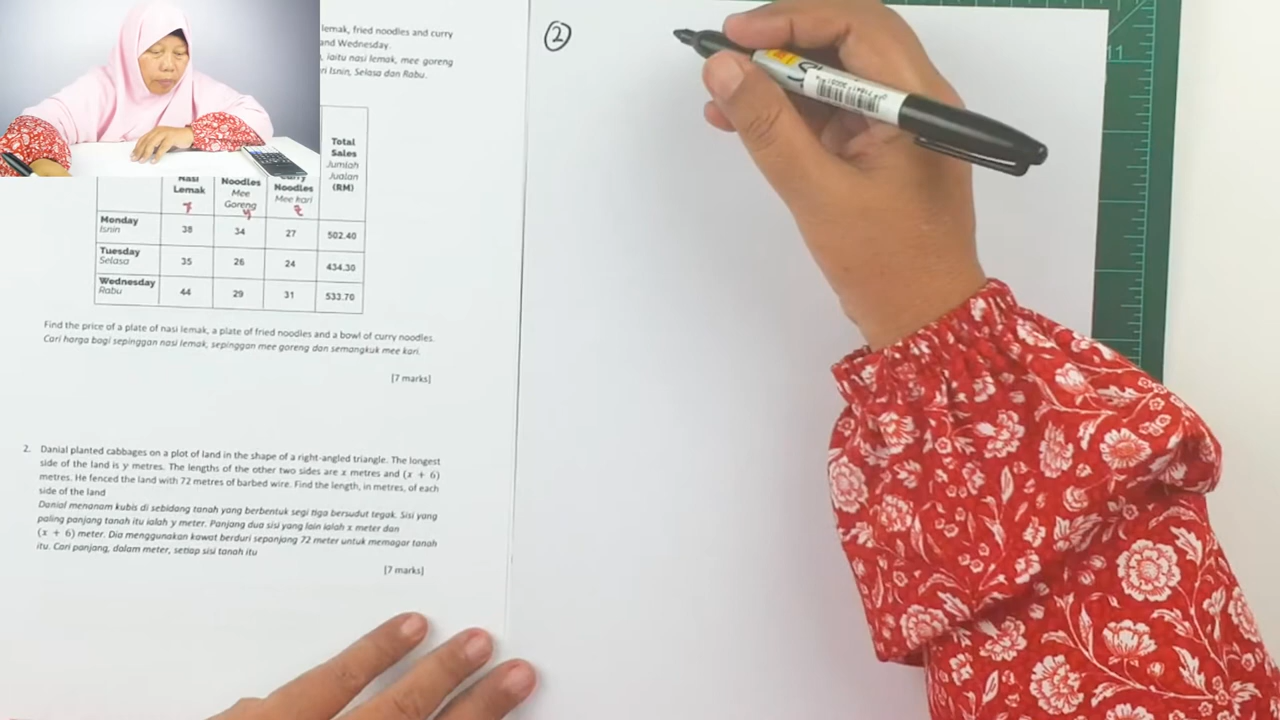 lemak, fried noodles and curry
and Wednesday.
iaitu nasi lemak, mee goreng
ri Isnin, Selasa dan Rabu.
Total
Sales
Jumlah
Jualan
(RM)
Nasi
Lemak
Noodles
Mee
Goreng
Curry
Noodles
Mee kari
y
z
Monday
Isnin
38
34
27
502.40
Tuesday
Selasa
35
26
24
434.30
Wednesday
Rabu
44
29
31
533.70
Find the price of a plate of nasi lemak, a plate of fried noodles and a bowl of curry noodles.
Cari harga bagi sepinggan nasi lemak, sepinggan mee goreng dan semangkuk mee kari.
[7 marks]
2. Danial planted cabbages on a plot of land in the shape of a right-angled triangle. The longest
side of the land is y metres. The lengths of the other two sides are x metres and (x + 6)
metres. He fenced the land with 72 metres of barbed wire. Find the length, in metres, of each
side of the land
Danial menanam kubis di sebidang tanah yang berbentuk segi tiga bersudut tegak. Sisi yang
paling panjang tanah itu ialah y meter. Panjang dua sisi yang lain ialah x meter dan
(x + 6) meter. Dia menggunakan kawat berduri sepanjang 72 meter untuk memagar tanah
itu. Cari panjang, dalam meter, setiap sisi tanah itu
[7 marks]
2
11